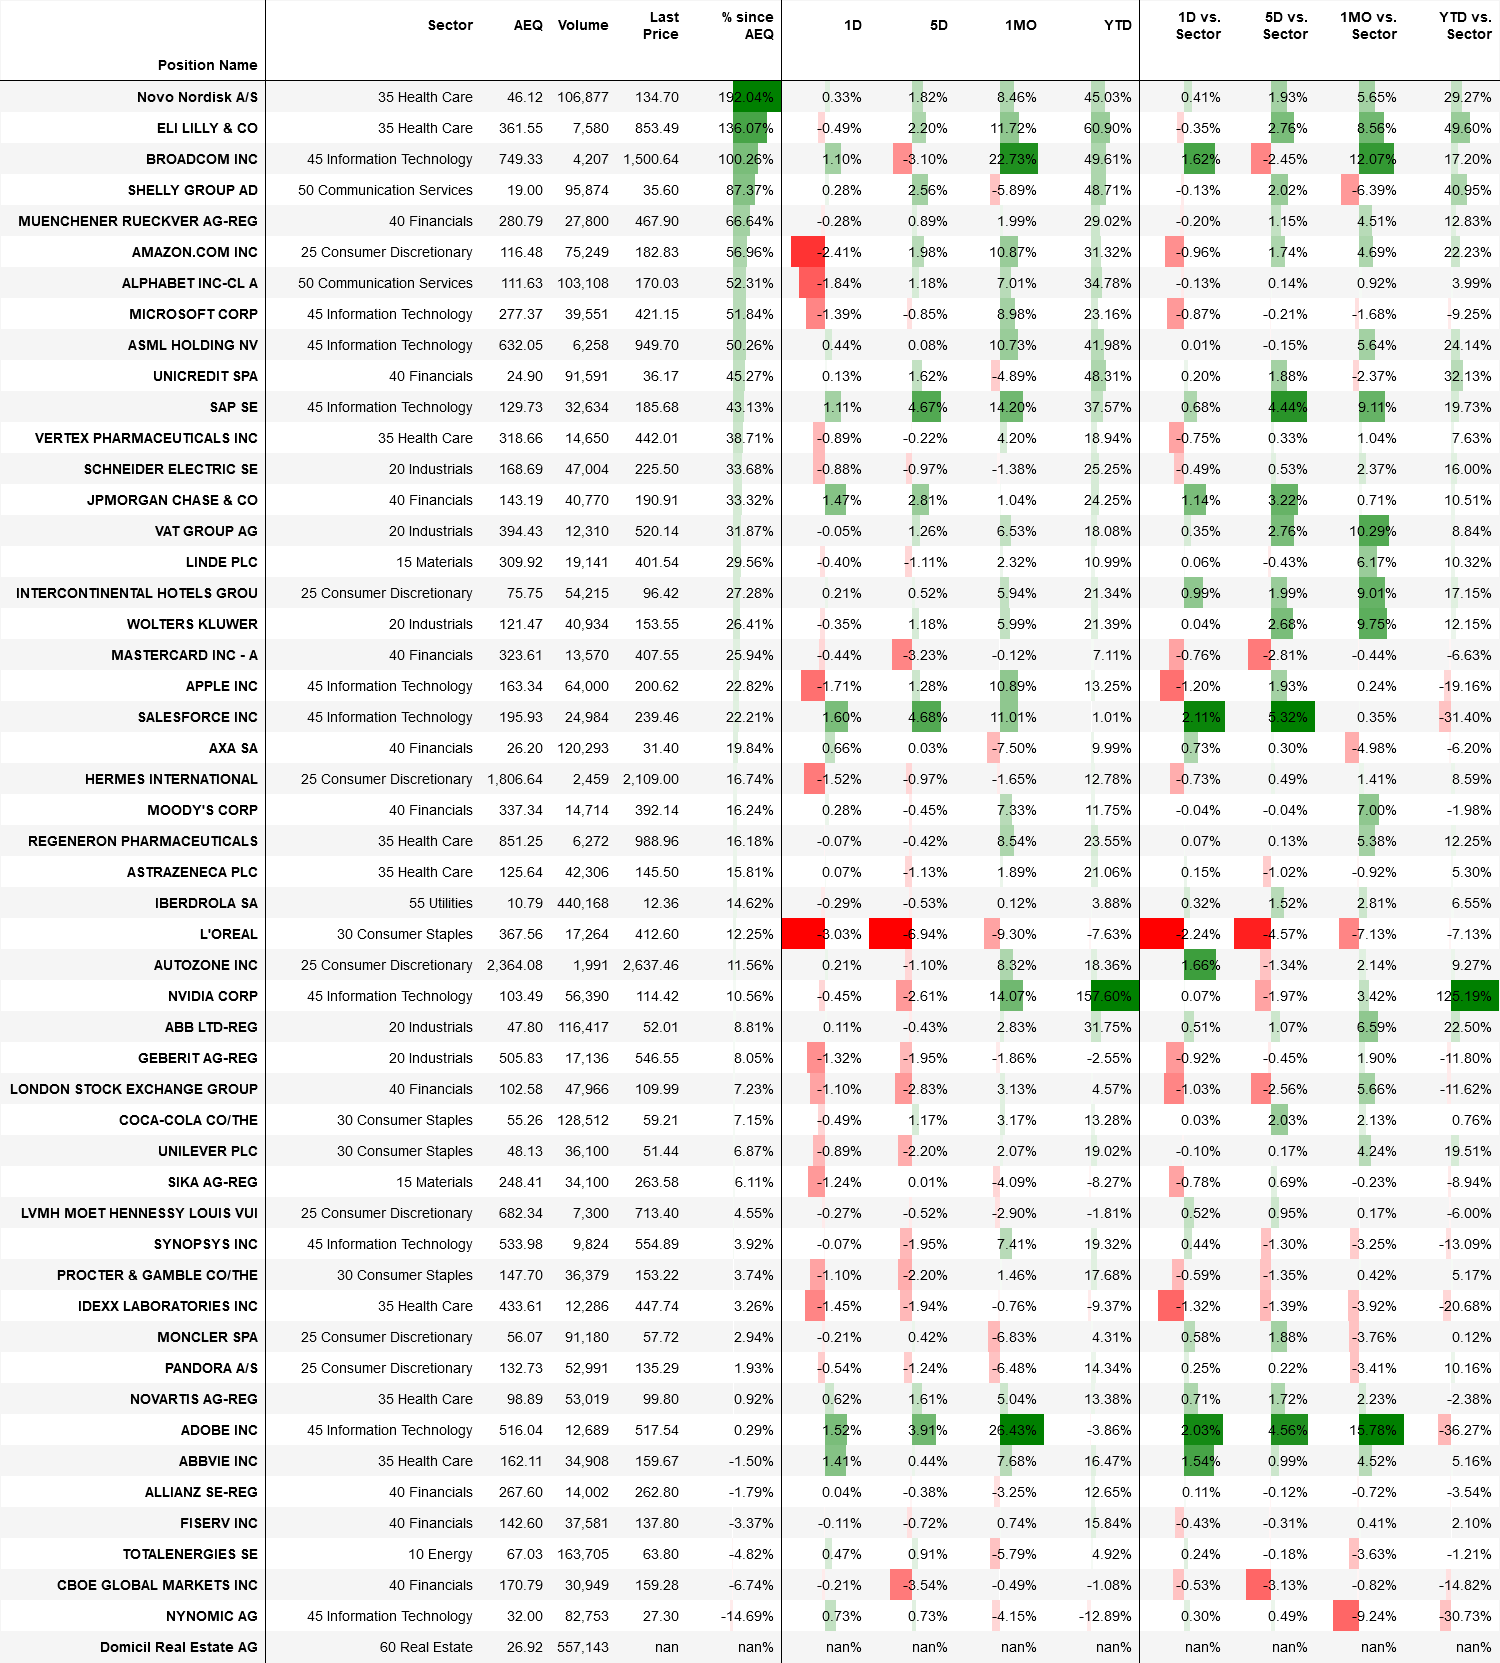 Position Name Sector AEQ Volume Last Price % since AEQ 1D 5D 1MO YTD 1D vs. Sector 5D vs. Sector 1MO vs. Sector YTD vs. Sector
Novo Nordisk A/S 35 Health Care 46.12 106,877 134.70 192.04% 0.33% 1.82% 8.46% 45.03% 0.41% 1.93% 5.65% 29.27%
ELI LILLY & CO 35 Health Care 361.55 7,580 853.49 136.07% -0.49% 2.20% 11.72% 60.90% -0.35% 2.76% 8.56% 49.60%
BROADCOM INC 45 Information Technology 749.33 4,207 1,500.64 100.26% 1.10% -3.10% 22.73% 49.61% 1.62% -2.45% 12.07% 17.20%
SHELLY GROUP AD 50 Communication Services 19.00 95,874 35.60 87.37% 0.28% 2.56% -5.89% 48.71% -0.13% 2.02% -6.39% 40.95%
MUENCHENER RUECKVER AG-REG 40 Financials 280.79 27,800 467.90 66.64% -0.28% 0.89% 1.99% 29.02% -0.20% 1.15% 4.51% 12.83%
AMAZON.COM INC 25 Consumer Discretionary 116.48 75,249 182.83 56.96% -2.41% 1.98% 10.87% 31.32% -0.96% 1.74% 4.69% 22.23%
ALPHABET INC-CL A 50 Communication Services 111.63 103,108 170.03 52.31% -1.84% 1.18% 7.01% 34.78% -0.13% 0.14% 0.92% 3.99%
MICROSOFT CORP 45 Information Technology 277.37 39,551 421.15 51.84% -1.39% -0.85% 8.98% 23.16% -0.87% -0.21% -1.68% -9.25%
ASML HOLDING NV 45 Information Technology 632.05 6,258 949.70 50.26% 0.44% 0.08% 10.73% 41.98% 0.01% -0.15% 5.64% 24.14%
UNICREDIT SPA 40 Financials 24.90 91,591 36.17 45.27% 0.13% 1.62% -4.89% 48.31% 0.20% 1.88% -2.37% 32.13%
SAP SE 45 Information Technology 129.73 32,634 185.68 43.13% 1.11% 4.67% 14.20% 37.57% 0.68% 4.44% 9.11% 19.73%
VERTEX PHARMACEUTICALS INC 35 Health Care 318.66 14,650 442.01 38.71% -0.89% -0.22% 4.20% 18.94% -0.75% 0.33% 1.04% 7.63%
SCHNEIDER ELECTRIC SE 20 Industrials 168.69 47,004 225.50 33.68% -0.88% -0.97% -1.38% 25.25% -0.49% 0.53% 2.37% 16.00%
JPMORGAN CHASE & CO 40 Financials 143.19 40,770 190.91 33.32% 1.47% 2.81% 1.04% 24.25% 1.14% 3.22% 0.71% 10.51%
VAT GROUP AG 20 Industrials 394.43 12,310 520.14 31.87% -0.05% 1.26% 6.53% 18.08% 0.35% 2.76% 10.29% 8.84%
LINDE PLC 15 Materials 309.92 19,141 401.54 29.56% -0.40% -1.11% 2.32% 10.99% 0.06% -0.43% 6.17% 10.32%
INTERCONTINENTAL HOTELS GROU 25 Consumer Discretionary 75.75 54,215 96.42 27.28% 0.21% 0.52% 5.94% 21.34% 0.99% 1.99% 9.01% 17.15%
WOLTERS KLUWER 20 Industrials 121.47 40,934 153.55 26.41% -0.35% 1.18% 5.99% 21.39% 0.04% 2.68% 9.75% 12.15%
MASTERCARD INC - A 40 Financials 323.61 13,570 407.55 25.94% -0.44% -3.23% -0.12% 7.11% -0.76% -2.81% -0.44% -6.63%
APPLE INC 45 Information Technology 163.34 64,000 200.62 22.82% -1.71% 1.28% 10.89% 13.25% -1.20% 1.93% 0.24% -19.16%
SALESFORCE INC 45 Information Technology 195.93 24,984 239.46 22.21% 1.60% 4.68% 11.01% 1.01% 2.11% 5.32% 0.35% -31.40%
AXA SA 40 Financials 26.20 120,293 31.40 19.84% 0.66% 0.03% -7.50% 9.99% 0.73% 0.30% -4.98% -6.20%
HERMES INTERNATIONAL 25 Consumer Discretionary 1,806.64 2,459 2,109.00 16.74% -1.52% -0.97% -1.65% 12.78% -0.73% 0.49% 1.41% 8.59%
MOODY'S CORP 40 Financials 337.34 14,714 392.14 16.24% 0.28% -0.45% 7.33% 11.75% -0.04% -0.04% 7.00% -1.98%
REGENERON PHARMACEUTICALS 35 Health Care 851.25 6,272 988.96 16.18% -0.07% -0.42% 8.54% 23.55% 0.07% 0.13% 5.38% 12.25%
ASTRAZENECA PLC 35 Health Care 125.64 42,306 145.50 15.81% 0.07% -1.13% 1.89% 21.06% 0.15% -1.02% -0.92% 5.30%
IBERDROLA SA 55 Utilities 10.79 440,168 12.36 14.62% -0.29% -0.53% 0.12% 3.88% 0.32% 1.52% 2.81% 6.55%
L'OREAL 30 Consumer Staples 367.56 17,264 412.60 12.25% -3.03% -6.94% -9.30% -7.63% -2.24% -4.57% -7.13% -7.13%
AUTOZONE INC 25 Consumer Discretionary 2,364.08 1,991 2,637.46 11.56% 0.21% -1.10% 8.32% 18.36% 1.66% -1.34% 2.14% 9.27%
NVIDIA CORP 45 Information Technology 103.49 56,390 114.42 10.56% -0.45% -2.61% 14.07% 157.60% 0.07% -1.97% 3.42% 125.19%
ABB LTD-REG 20 Industrials 47.80 116,417 52.01 8.81% 0.11% -0.43% 2.83% 31.75% 0.51% 1.07% 6.59% 22.50%
GEBERIT AG-REG 20 Industrials 505.83 17,136 546.55 8.05% -1.32% -1.95% -1.86% -2.55% -0.92% -0.45% 1.90% -11.80%
LONDON STOCK EXCHANGE GROUP 40 Financials 102.58 47,966 109.99 7.23% -1.10% -2.83% 3.13% 4.57% -1.03% -2.56% 5.66% -11.62%
COCA-COLA CO/THE 30 Consumer Staples 55.26 128,512 59.21 7.15% -0.49% 1.17% 3.17% 13.28% 0.03% 2.03% 2.13% 0.76%
UNILEVER PLC 30 Consumer Staples 48.13 36,100 51.44 6.87% -0.89% -2.20% 2.07% 19.02% -0.10% 0.17% 4.24% 19.51%
SIKA AG-REG 15 Materials 248.41 34,100 263.58 6.11% -1.24% 0.01% -4.09% -8.27% -0.78% 0.69% -0.23% -8.94%
LVMH MOET HENNESSY LOUIS VUI 25 Consumer Discretionary 682.34 7,300 713.40 4.55% -0.27% -0.52% -2.90% -1.81% 0.52% 0.95% 0.17% -6.00%
SYNOPSYS INC 45 Information Technology 533.98 9,824 554.89 3.92% -0.07% -1.95% 7.41% 19.32% 0.44% -1.30% -3.25% -13.09%
PROCTER & GAMBLE CO/THE 30 Consumer Staples 147.70 36,379 153.22 3.74% -1.10% -2.20% 1.46% 17.68% -0.59% -1.35% 0.42% 5.17%
IDEXX LABORATORIES INC 35 Health Care 433.61 12,286 447.74 3.26% -1.45% -1.94% -0.76% -9.37% -1.32% -1.39% -3.92% -20.68%
MONCLER SPA 25 Consumer Discretionary 56.07 91,180 57.72 2.94% -0.21% 0.42% -6.83% 4.31% 0.58% 1.88% -3.76% 0.12%
PANDORA A/S 25 Consumer Discretionary 132.73 52,991 135.29 1.93% -0.54% -1.24% -6.48% 14.34% 0.25% 0.22% -3.41% 10.16%
NOVARTIS AG-REG 35 Health Care 98.89 53,019 99.80 0.92% 0.62% 1.61% 5.04% 13.38% 0.71% 1.72% 2.23% -2.38%
ADOBE INC 45 Information Technology 516.04 12,689 517.54 0.29% 1.52% 3.91% 26.43% -3.86% 2.03% 4.56% 15.78% -36.27%
ABBVIE INC 35 Health Care 162.11 34,908 159.67 -1.50% 1.41% 0.44% 7.68% 16.47% 1.54% 0.99% 4.52% 5.16%
ALLIANZ SE-REG 40 Financials 267.60 14,002 262.80 -1.79% 0.04% -0.38% -3.25% 12.65% 0.11% -0.12% -0.72% -3.54%
FISERV INC 40 Financials 142.60 37,581 137.80 -3.37% -0.11% -0.72% 0.74% 15.84% -0.43% -0.31% 0.41% 2.10%
TOTALENERGIES SE 10 Energy 67.03 163,705 63.80 -4.82% 0.47% 0.91% -5.79% 4.92% 0.24% -0.18% -3.63% -1.21%
CBOE GLOBAL MARKETS INC 40 Financials 170.79 30,949 159.28 -6.74% -0.21% -3.54% -0.49% -1.08% -0.53% -3.13% -0.82% -14.82%
NYNOMIC AG 45 Information Technology 32.00 82,753 27.30 -14.69% 0.73% 0.73% -4.15% -12.89% 0.30% 0.49% -9.24% -30.73%
Domicil Real Estate AG 60 Real Estate 26.92 557,143 nan nan% nan% nan% nan% nan% nan% nan% nan% nan%